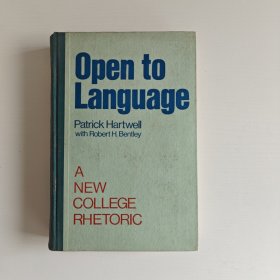 Open to
Language
Patrick Hartwell
with Robert H. Bentley
A
NEW
COLLEGE
RHETORIC